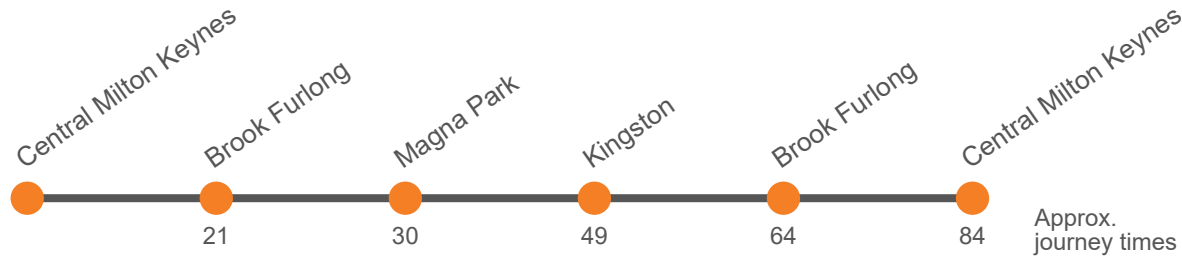 Central Milton Keynes
Brook Furlong
Magna Park
Kingston
Brook Furlong
Central Milton Keynes
21
30
49
64
84
Approx.
journey times